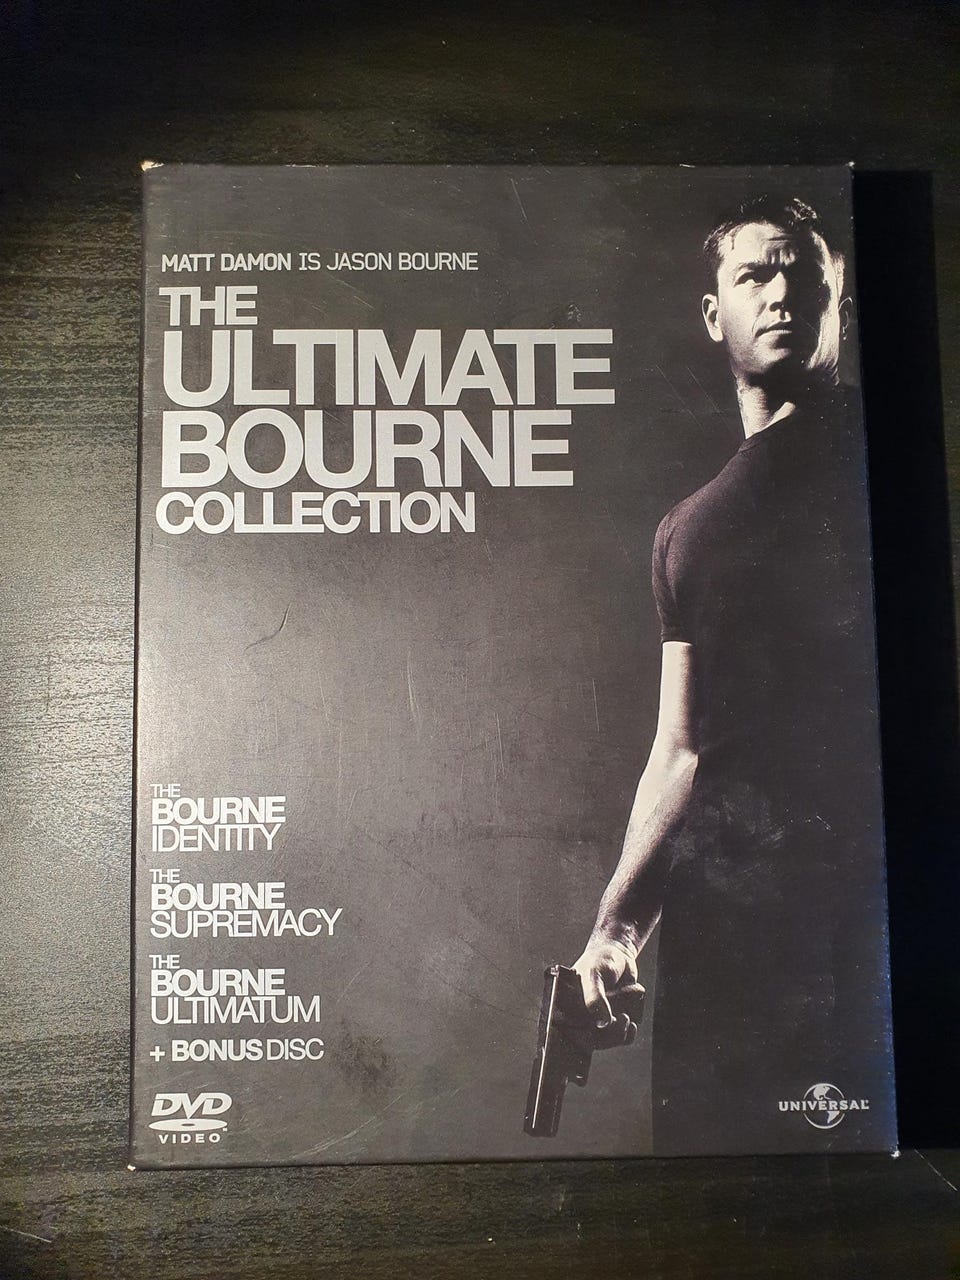 MATT DAMON IS JASON BOURNE
THE
ULTIMATE
BOURNE
COLLECTION
THE
BOURNE
IDENTITY
THE
BOURNE
SUPREMACY
THE
BOURNE
ULTIMATUM
+ BONUS DISC
DVD
VIDEO
UNIVERSAL